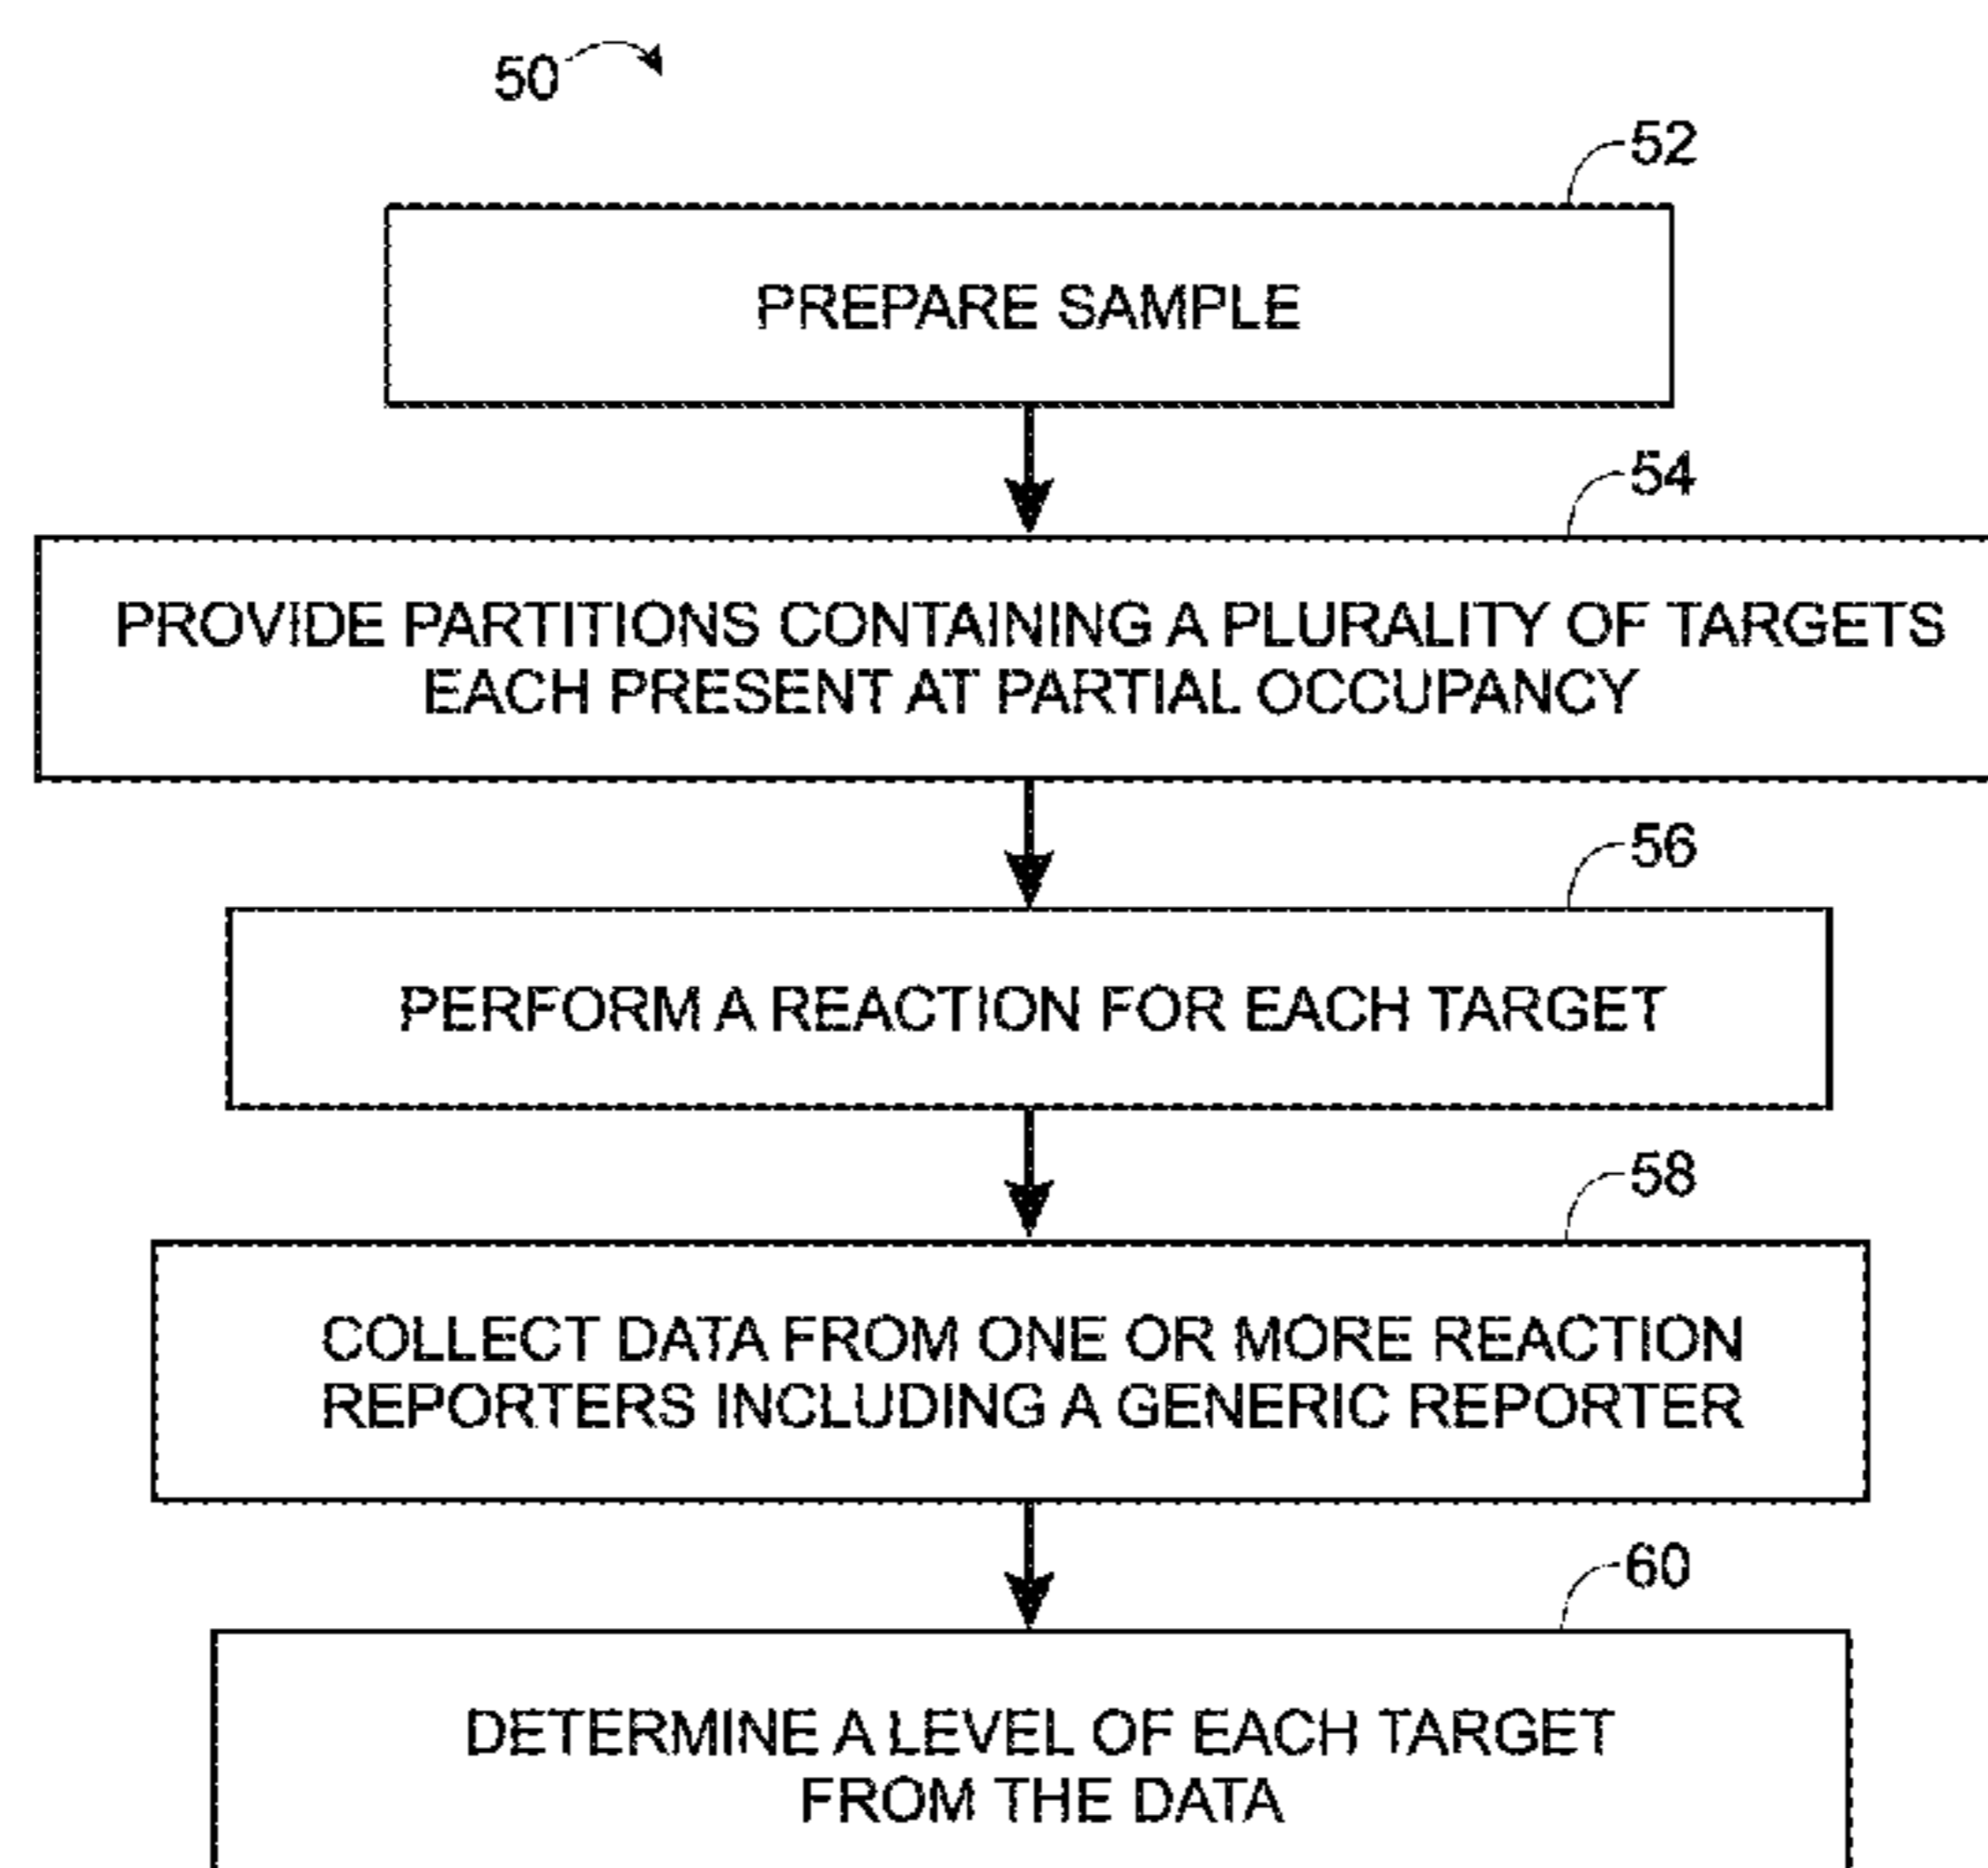 50
52
PREPARE SAMPLE
54
PROVIDE PARTITIONS CONTAINING A PLURALITY OF TARGETS
EACH PRESENT AT PARTIAL OCCUPANCY
56
PERFORM A REACTION FOR EACH TARGET
58
COLLECT DATA FROM ONE OR MORE REACTION
REPORTERS INCLUDING A GENERIC REPORTER
60
DETERMINE A LEVEL OF EACH TARGET
FROM THE DATA